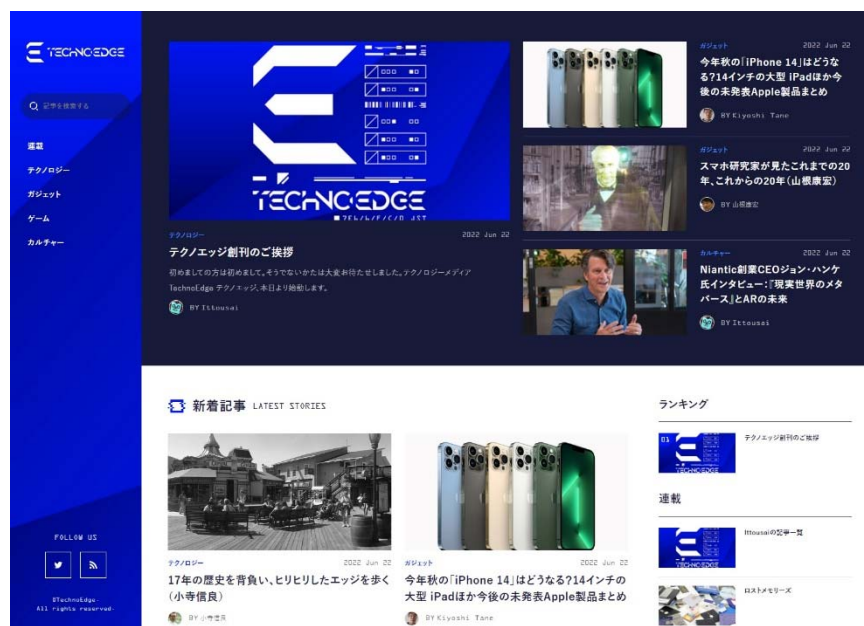 TECHNOEDGE
記事を検索する
連載
テクノロジー
ガジェット
ゲーム
カルチャー
FOLLOW US
©TechnoEdge.
All rights reserved.
TECHNOEDGE
テクノロジー
2022 Jun 22
テクノエッジ創刊のご挨拶
初めましての方は初めまして。そうでないかたは大変お待たせしました。テクノロジーメディア
TechnoEdge テクノエッジ、本日より始動します。
BY Ittousai
ガジェット
2022 Jun 22
今年秋の「iPhone 14」はどうな
る?14インチの大型 iPadほか今
後の未発表Apple製品まとめ
BY Kiyoshi Tane
ガジェット
2022 Jun 22
スマホ研究家が見たこれまでの20
年、これからの20年(山根康宏)
BY 山根康宏
カルチャー
2022 Jun 22
Niantic創業CEOジョン・ハンケ
氏インタビュー:『現実世界のメタ
バース』とARの未来
BY Ittousai
新着記事 LATEST STORIES
テクノロジー
2022 Jun 22
17年の歴史を背負い、ヒリヒリしたエッジを歩く
(小寺信良)
BY 小寺信良
ガジェット
2022 Jun 22
今年秋の「iPhone 14」はどうなる?14インチの
大型 iPadほか今後の未発表Apple製品まとめ
BY Kiyoshi Tane
ランキング
01
TECHNOEDGE
テクノエッジ創刊のご挨拶
連載
TECHNOEDGE
Ittousaiの記事一覧
ロストメモリーズ